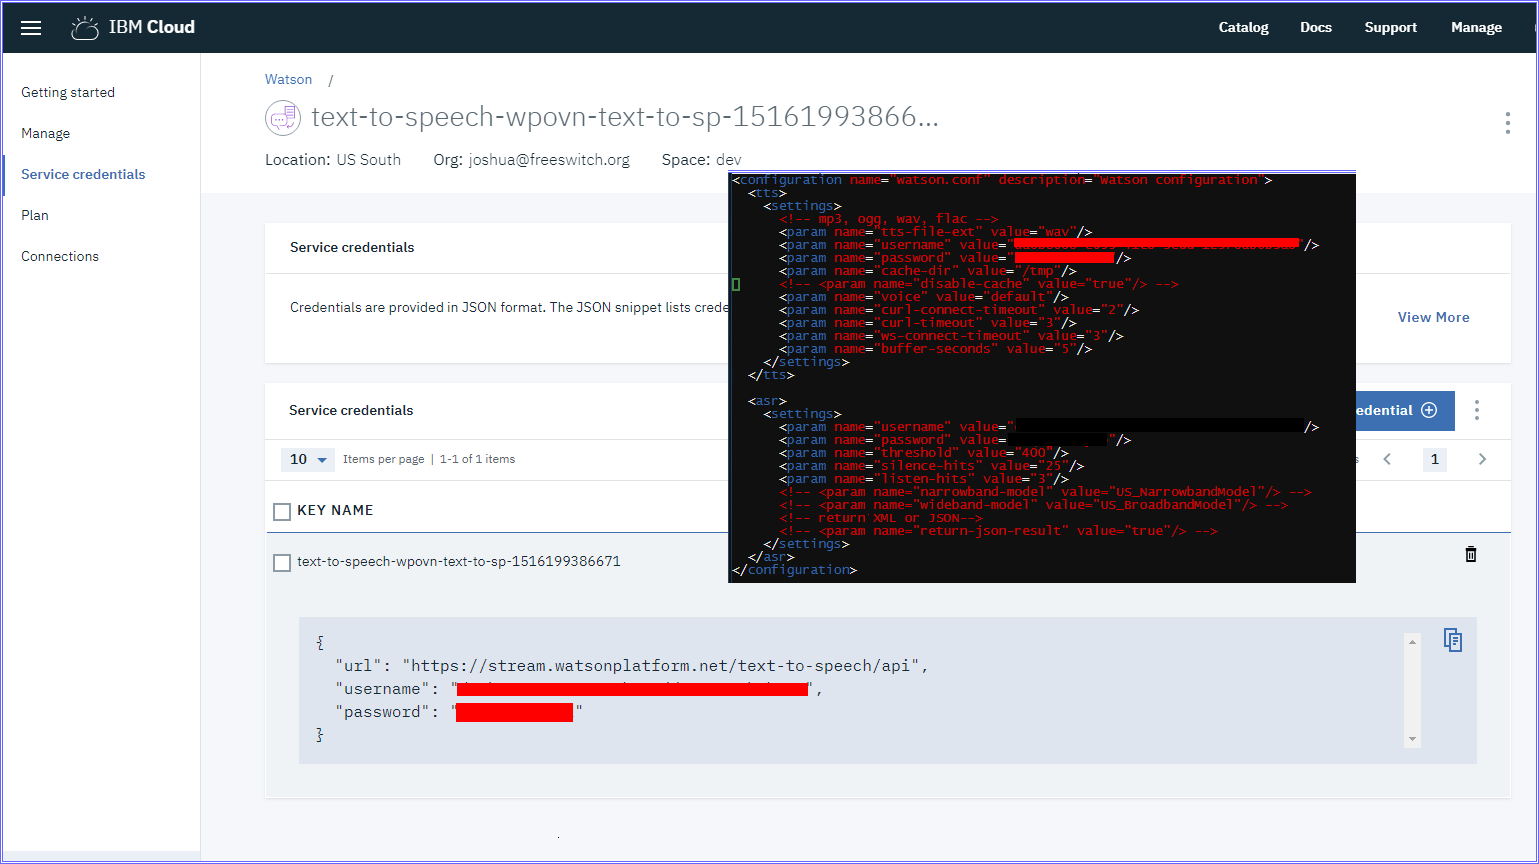 IBM Cloud
Catalog Docs Support Manage
Getting started
Manage
Service credentials
Plan
Connections
Watson /
text-to-speech-wpovn-text-to-sp-15161993866...
Location: US South Org: joshua@freeswitch.org Space: dev
Service credentials
Credentials are provided in JSON format. The JSON snippet lists crede
View More
Service credentials
edential
10 Items per page | 1-1 of 1 items
s 1
KEY NAME
text-to-speech-wpovn-text-to-sp-1516199386671
{
"url": "https://stream.watsonplatform.net/text-to-speech/api",
"username": "",
"password": ""
}
<configuration name="watson.conf" description="Watson configuration">
<tts>
<settings>
<!-- mp3, ogg, wav, flac -->
<param name="tts-file-ext" value="wav"/>
<param name="username" value=""/>
<param name="password" value="/>
<param name="cache-dir" value="/tmp"/>
<!-- <param name="disable-cache" value="true"/> -->
<param name="voice" value="default"/>
<param name="curl-connect-timeout" value="2"/>
<param name="curl-timeout" value="3"/>
<param name="ws-connect-timeout" value="3"/>
<param name="buffer-seconds" value="5"/>
</settings>
</tts>
<asr>
<settings>
<param name="username" value="/>
<param name="password" value="/>
<param name="threshold" value="400"/>
<param name="silence-hits" value="25"/>
<param name="listen-hits" value="3"/>
<!-- <param name="narrowband-model" value="US_NarrowbandModel"/> -->
<!-- <param name="wideband-model" value="US_BroadbandModel"/> -->
<!-- return XML or JSON-->
<!-- <param name="return-json-result" value="true"/> -->
</settings>
</asr>
</configuration>